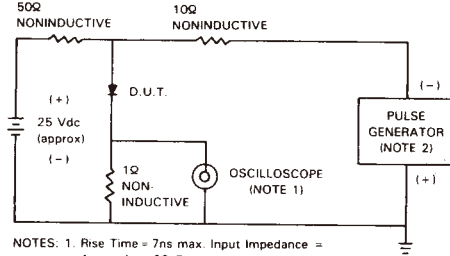 50Ω
NONINDUCTIVE
10Ω
NONINDUCTIVE
(+)
25 Vdc
(approx)
(−)
D.U.T.
1Ω
NON-
INDUCTIVE
OSCILLOSCOPE
(NOTE 1)
(−)
PULSE
GENERATOR
(NOTE 2)
(+)
NOTES: 1. Rise Time = 7ns max. Input Impedance =